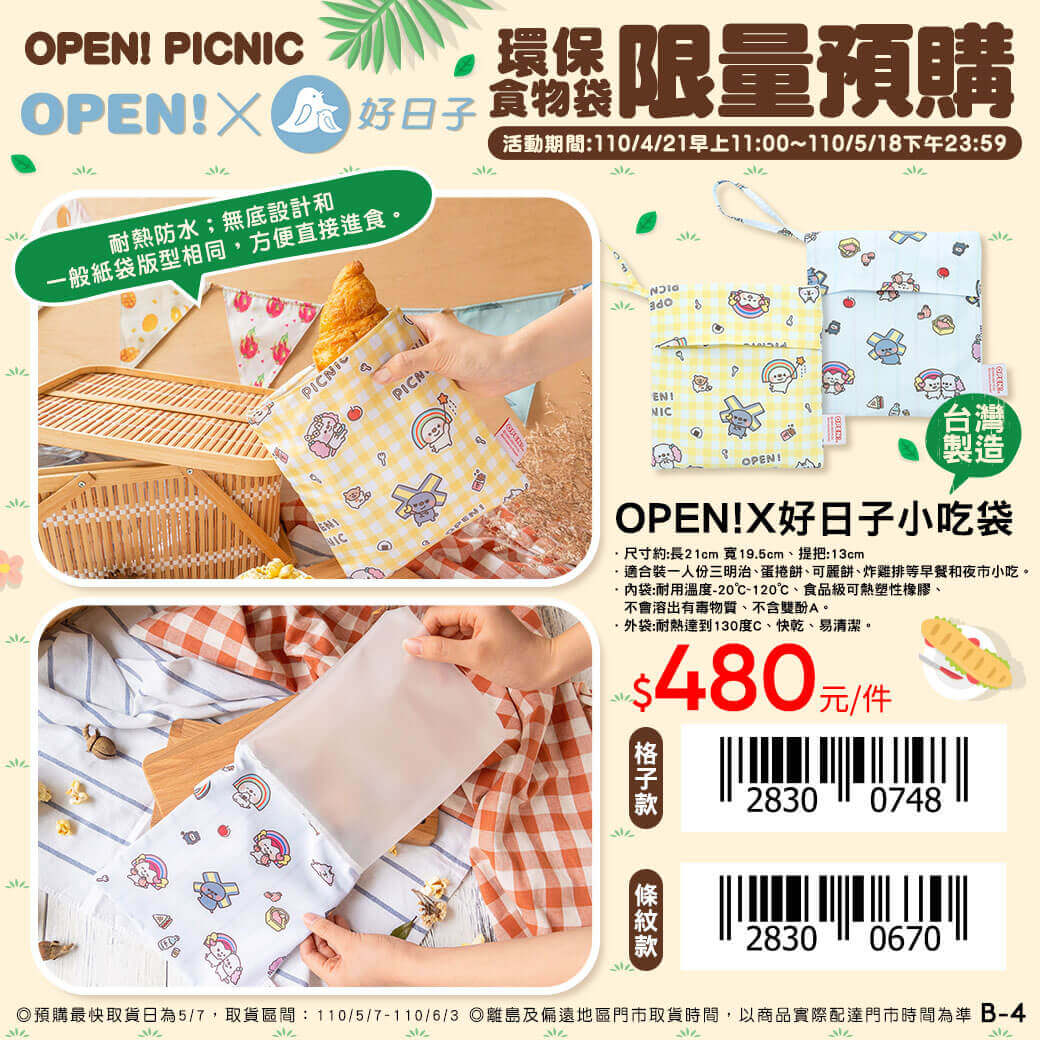 OPEN! PICNIC
OPEN!×好日子
環保
食物袋
限量預購
活動期間:110/4/21早上11:00~110/5/18下午23:59
耐熱防水；無底設計和
一般紙袋版型相同，方便直接進食。
PICNIC
PICNIC
OPEN!
OPEN!
PICNIC
OPEN!
台灣
製造
OPEN!X好日子小吃袋
·尺寸約:長21cm 寬19.5cm、提把:13cm
·適合裝一人份三明治、蛋捲餅、可麗餅、炸雞排等早餐和夜市小吃。
·內袋:耐用溫度-20℃~120℃、食品級可熱塑性橡膠、
不會溶出有毒物質、不含雙酚A。
·外袋:耐熱達到130度C、快乾、易清潔。
$480元/件
格子款
2830 0748
條紋款
2830 0670
◎預購最快取貨日為5/7，取貨區間：110/5/7-110/6/3 ◎離島及偏遠地區門市取貨時間，以商品實際配達門市時間為準 B-4